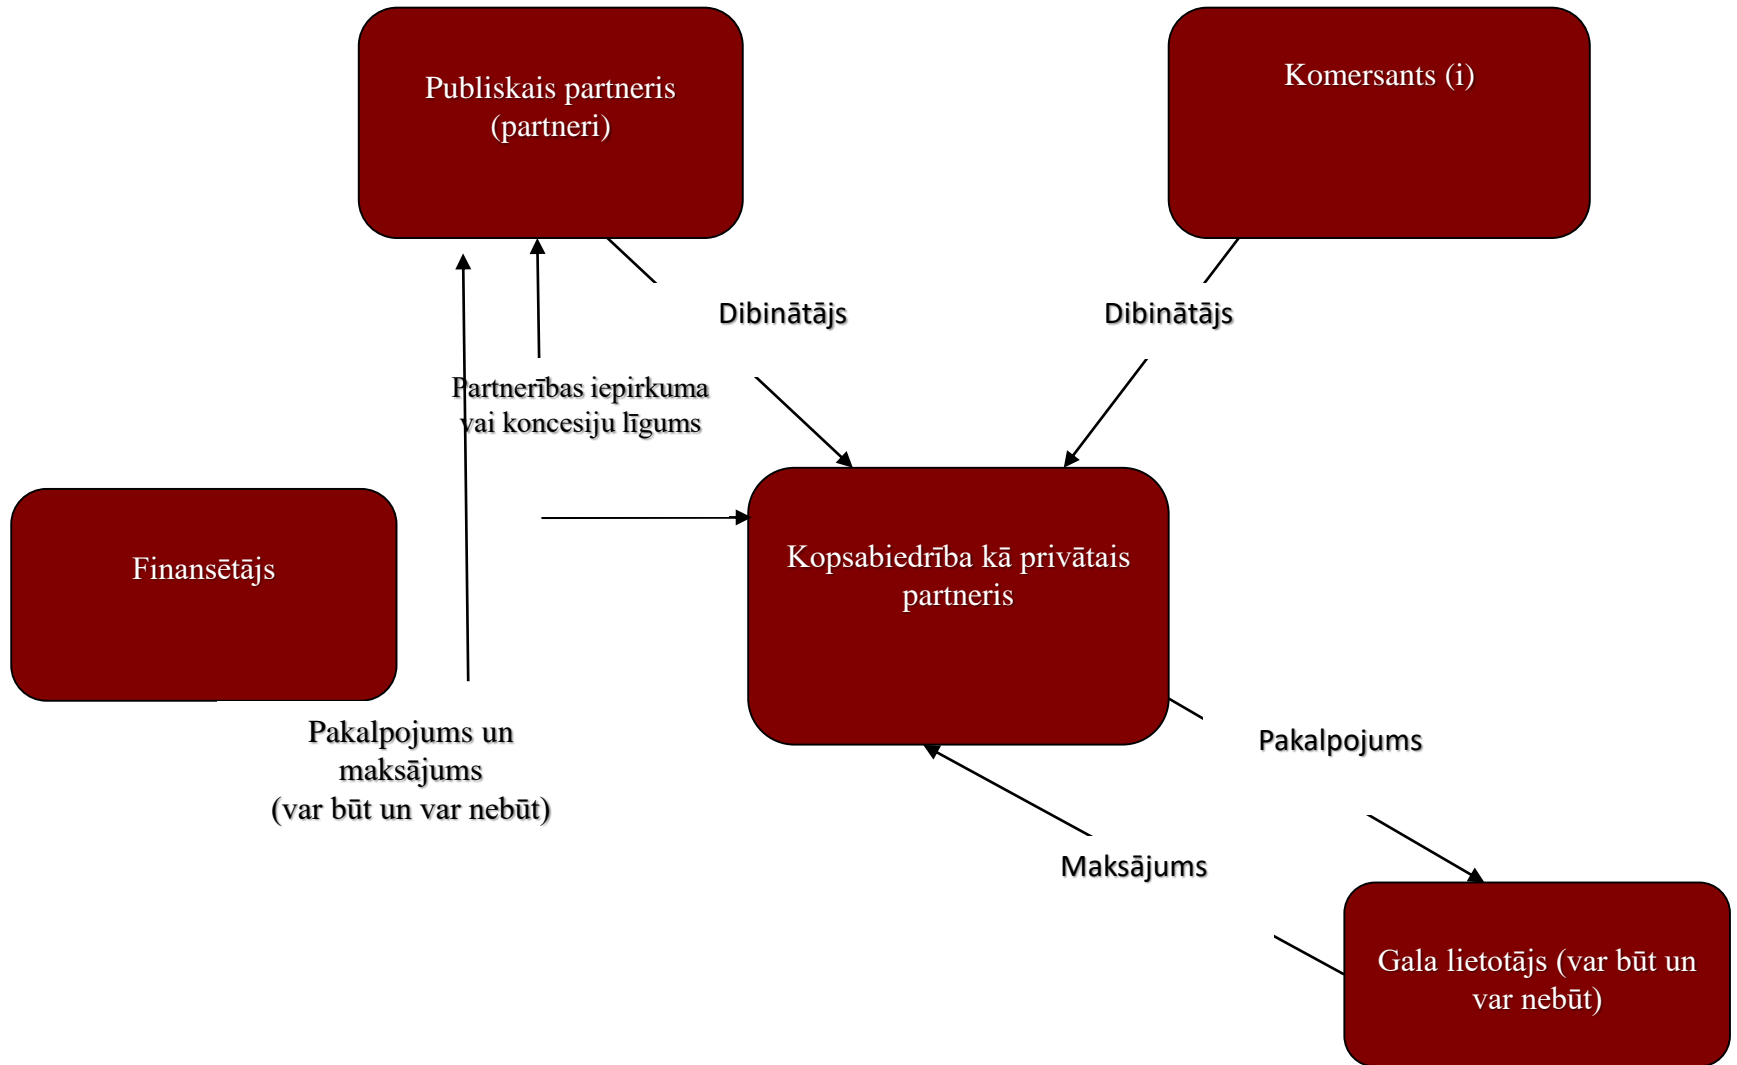 Publiskais partneris
(partneri)
Komersants (i)
Dibinātājs
Dibinātājs
Partnerības iepirkuma
vai koncesiju līgums
Finansētājs
Kopsabiedrība kā privātais
partneris
Pakalpojums un
maksājums
(var būt un var nebūt)
Pakalpojums
Maksājums
Gala lietotājs (var būt un
var nebūt)